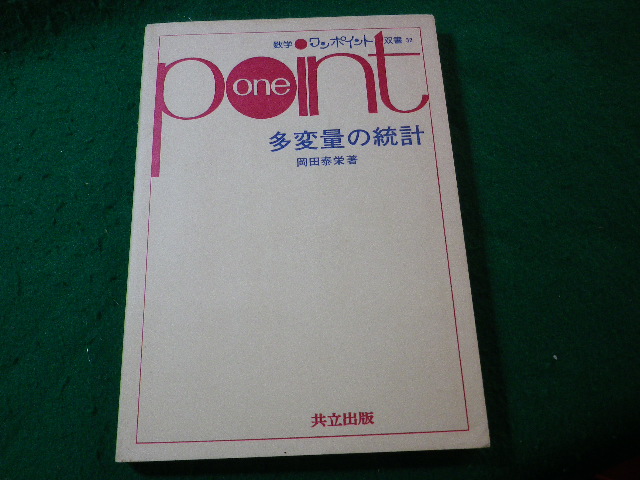 数学・ワンポイント双書 32
point
one
多変量の統計
岡田泰栄著
共立出版